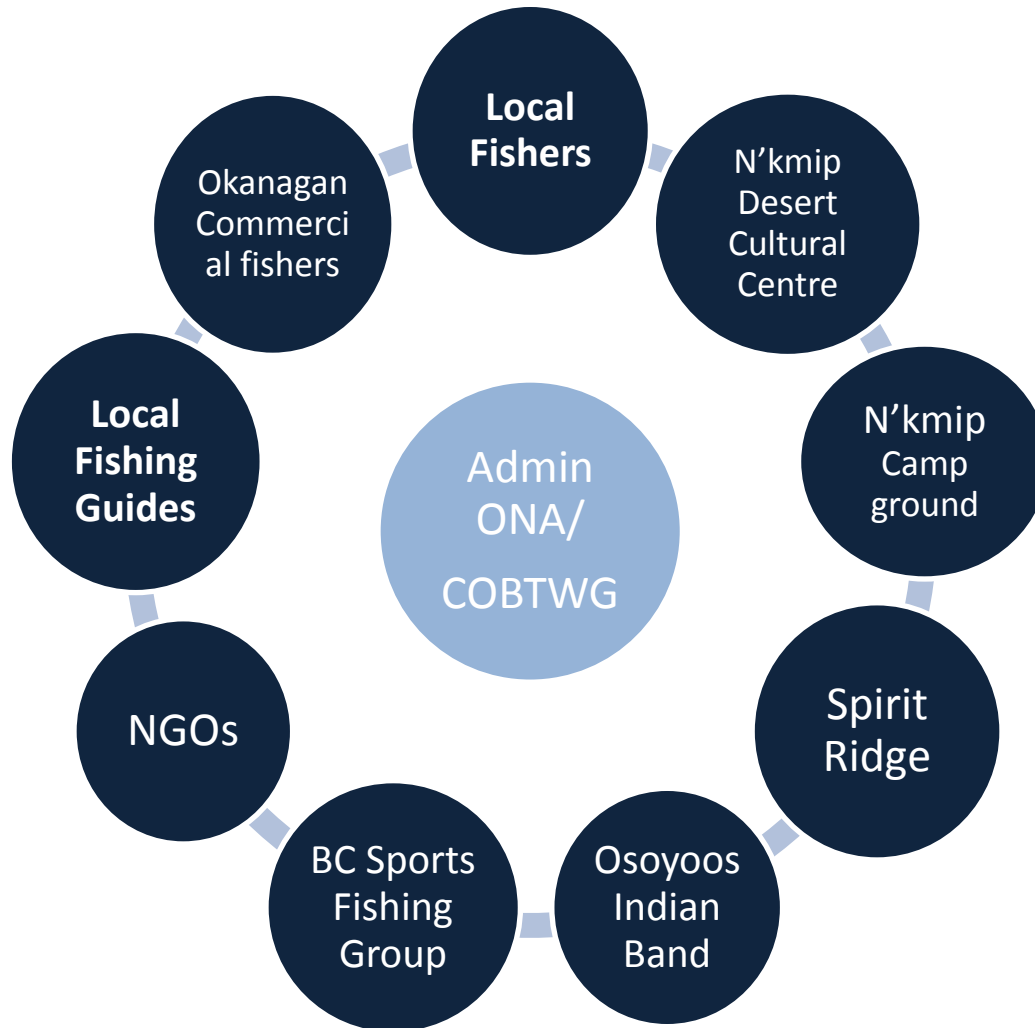 Local
Fishers
N’kmip
Desert
Cultural
Centre
N’kmip
Camp
ground
Spirit
Ridge
Osoyoos
Indian
Band
BC Sports
Fishing
Group
NGOs
Local
Fishing
Guides
Okanagan
Commerci
al fishers
Admin
ONA/
COBTWG